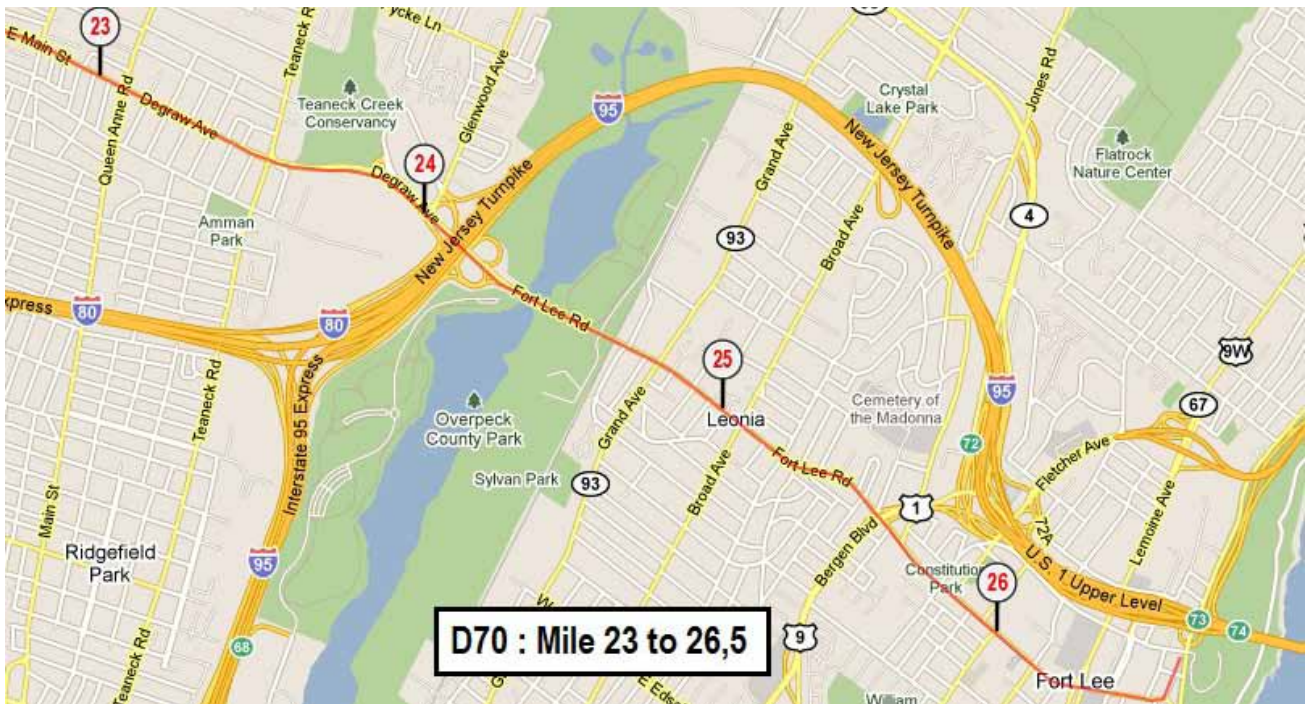 23
E Main St
Degraw Ave
Queen Anne Rd
Teaneck Rd
ycke Ln
Teaneck Creek
Conservancy
Glenwood Ave
24
Degraw Ave
Amman
Park
95
New Jersey Turnpike
Grand Ave
Crystal
Lake Park
Jones Rd
New Jersey Turnpike
Flatrock
Nature Center
4
93
Broad Ave
xpress
80
80
Fort Lee Rd
9W
25
Leonia
95
67
Teaneck Rd
Interstate 95 Express
Overpeck
County Park
Grand Ave
Cemetery of
the Madonna
72
Fletcher Ave
Sylvan Park
93
Broad Ave
Fort Lee Rd
1
72A
Lemoine Ave
Main St
Ridgefield
Park
95
Bergen Blvd
Constitution
Park
26
U.S. 1 Upper Level
D70 : Mile 23 to 26,5
9
73
74
68
Teaneck Rd
E Eds
Fort Lee
William